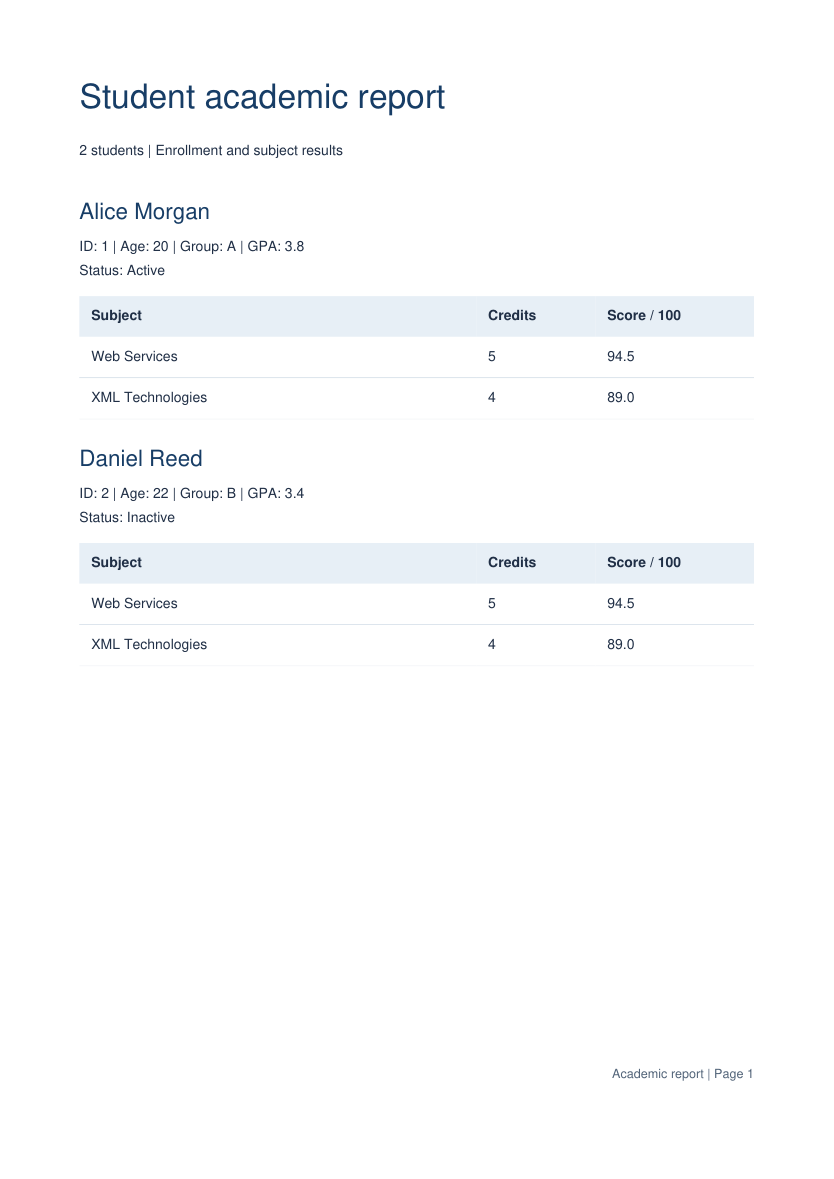 Student academic report
2 students | Enrollment and subject results
Alice Morgan
ID: 1 | Age: 20 | Group: A | GPA: 3.8
Status: Active
Subject Credits Score / 100
Web Services 5 94.5
XML Technologies 4 89.0
Daniel Reed
ID: 2 | Age: 22 | Group: B | GPA: 3.4
Status: Inactive
Subject Credits Score / 100
Web Services 5 94.5
XML Technologies 4 89.0
Academic report | Page 1